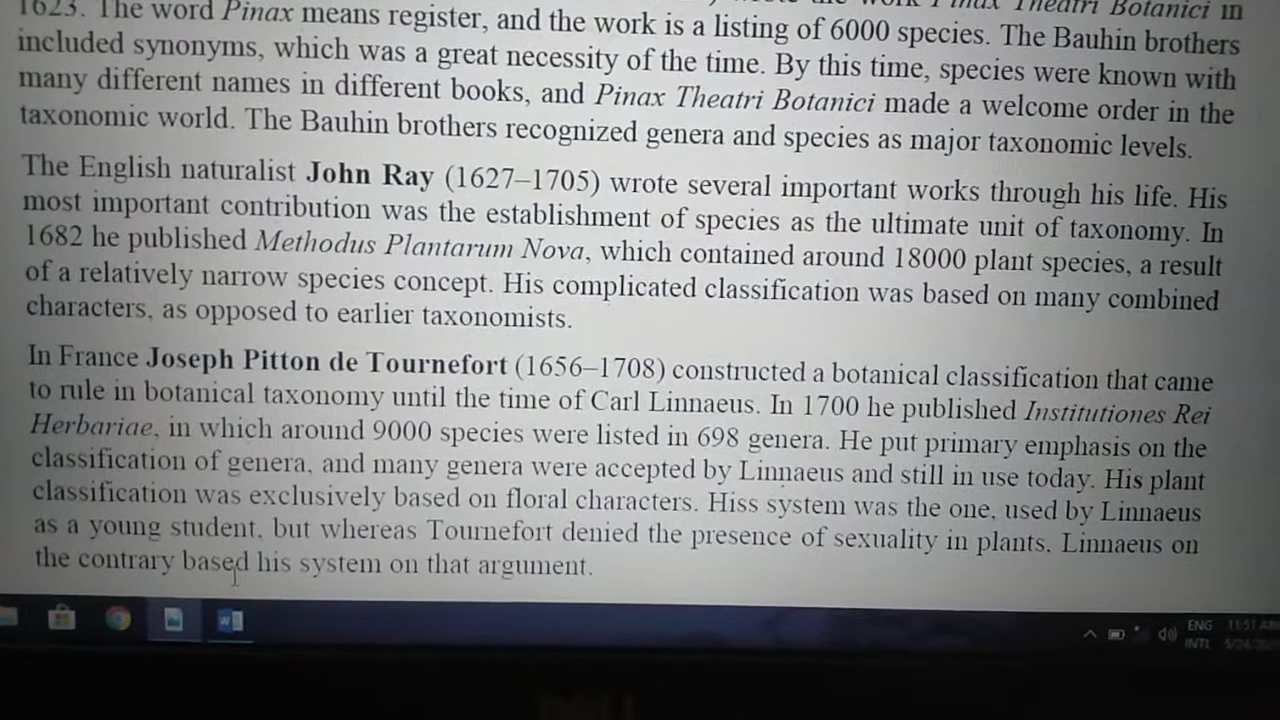 1623. The word Pinax means register, and the work is a listing of 6000 species. The Bauhin brothers
included synonyms, which was a great necessity of the time. By this time, species were known with
many different names in different books, and Pinax Theatri Botanici made a welcome order in the
taxonomic world. The Bauhin brothers recognized genera and species as major taxonomic levels.
The English naturalist John Ray (1627–1705) wrote several important works through his life. His
most important contribution was the establishment of species as the ultimate unit of taxonomy. In
1682 he published Methodus Plantarum Nova, which contained around 18000 plant species, a result
of a relatively narrow species concept. His complicated classification was based on many combined
characters, as opposed to earlier taxonomists.
In France Joseph Pitton de Tournefort (1656–1708) constructed a botanical classification that came
to rule in botanical taxonomy until the time of Carl Linnaeus. In 1700 he published Institutiones Rei
Herbariae, in which around 9000 species were listed in 698 genera. He put primary emphasis on the
classification of genera, and many genera were accepted by Linnaeus and still in use today. His plant
classification was exclusively based on floral characters. Hiss system was the one, used by Linnaeus
as a young student, but whereas Tournefort denied the presence of sexuality in plants, Linnaeus on
the contrary based his system on that argument.
ENG 11:51 AM
INTL